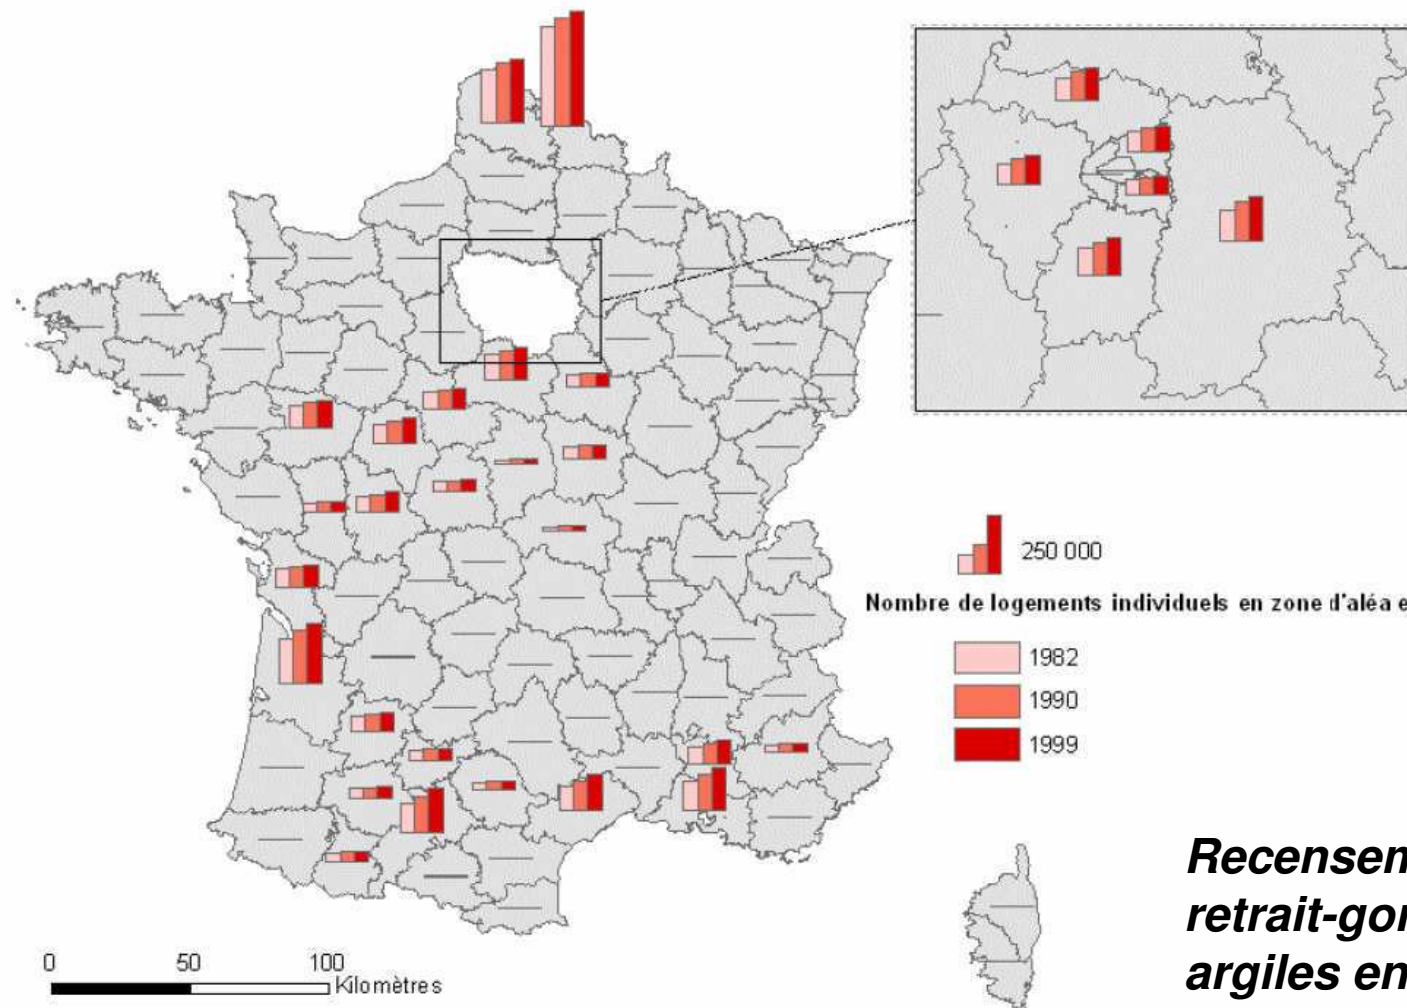 250 000
Nombre de logements individuels en zone d'aléa e
1982
1990
1999
Recensem
retrait-gor
argiles en
0 50 100
Kilomètres